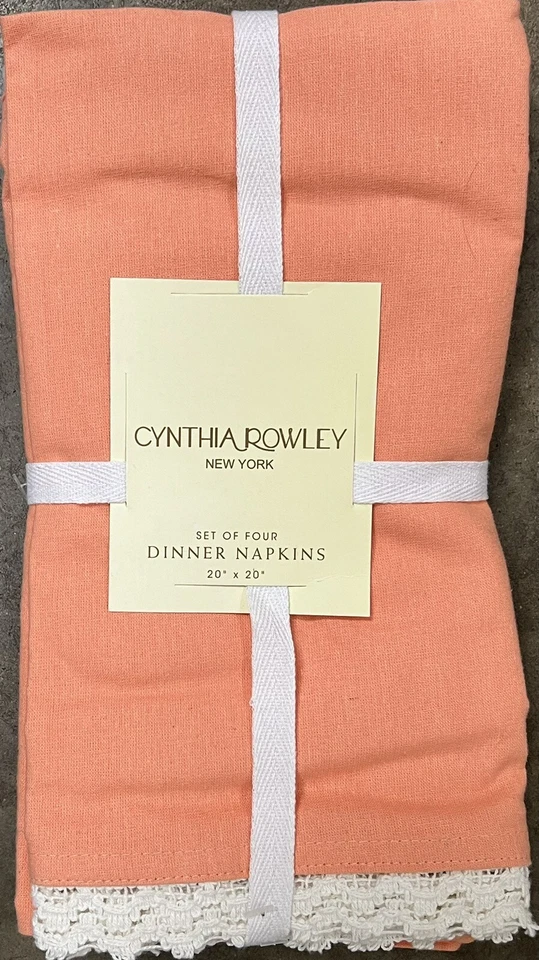 CYNTHIA ROWLEY
NEW YORK
SET OF FOUR
DINNER NAPKINS
20" x 20"